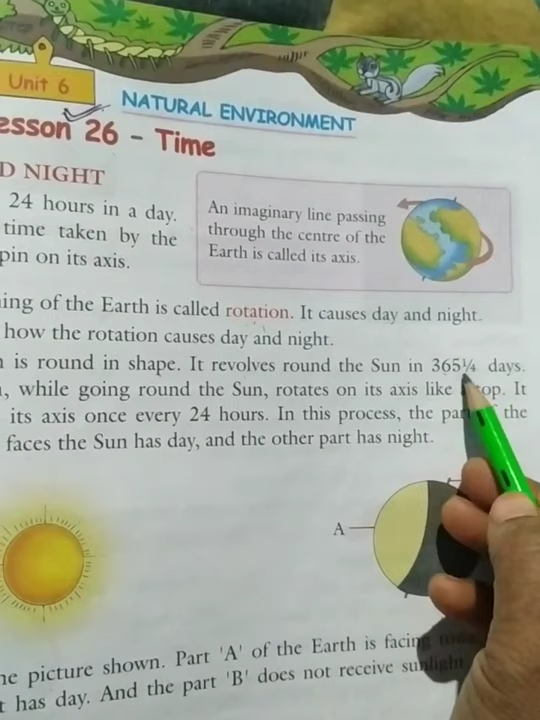 Unit 6
NATURAL ENVIRONMENT
esson 26 - Time
D NIGHT
24 hours in a day.
time taken by the
pin on its axis.
An imaginary line passing
through the centre of the
Earth is called its axis.
ing of the Earth is called rotation. It causes day and night.
how the rotation causes day and night.
is round in shape. It revolves round the Sun in 365¼ days.
, while going round the Sun, rotates on its axis like top. It
its axis once every 24 hours. In this process, the the
faces the Sun has day, and the other part has night.
A
he picture shown. Part 'A' of the Earth is facing
t has day. And the part 'B' does not receive sunlight